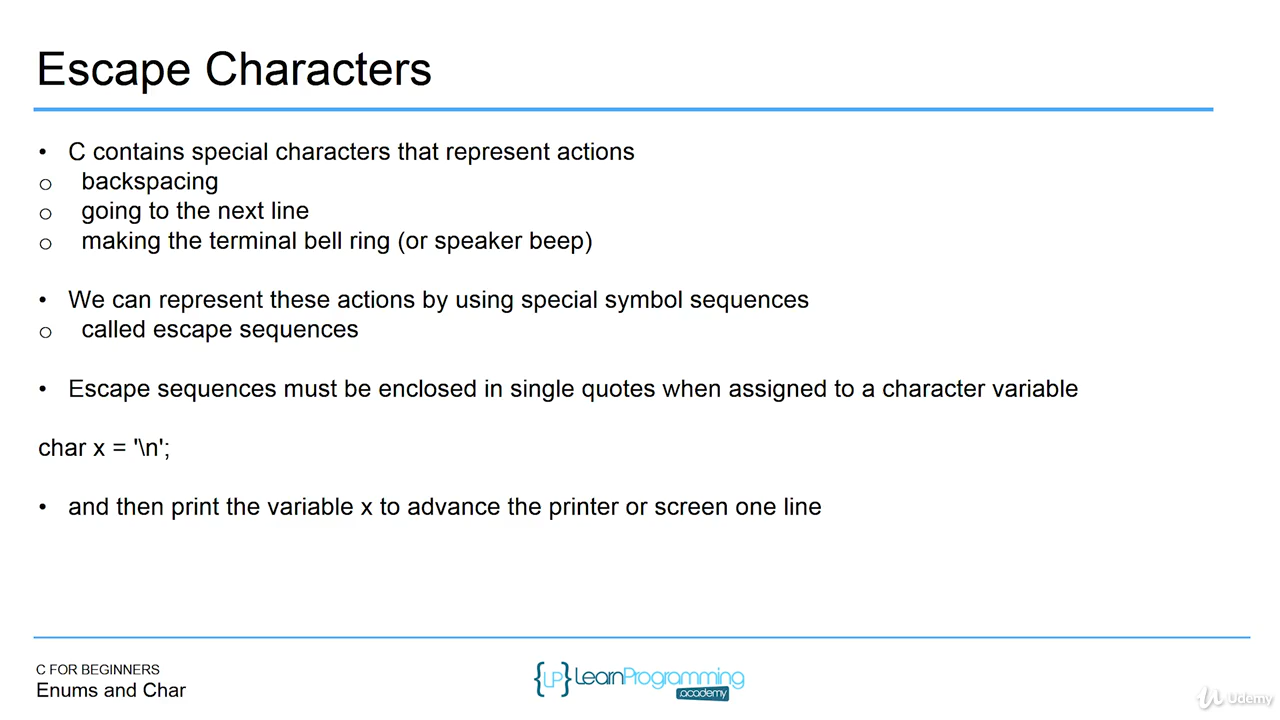 Escape Characters
• C contains special characters that represent actions
o backspacing
o going to the next line
o making the terminal bell ring (or speaker beep)
• We can represent these actions by using special symbol sequences
o called escape sequences
• Escape sequences must be enclosed in single quotes when assigned to a character variable
char x = '\n';
• and then print the variable x to advance the printer or screen one line
C FOR BEGINNERS
Enums and Char
{LP} LearnProgramming
.academy
Udemy